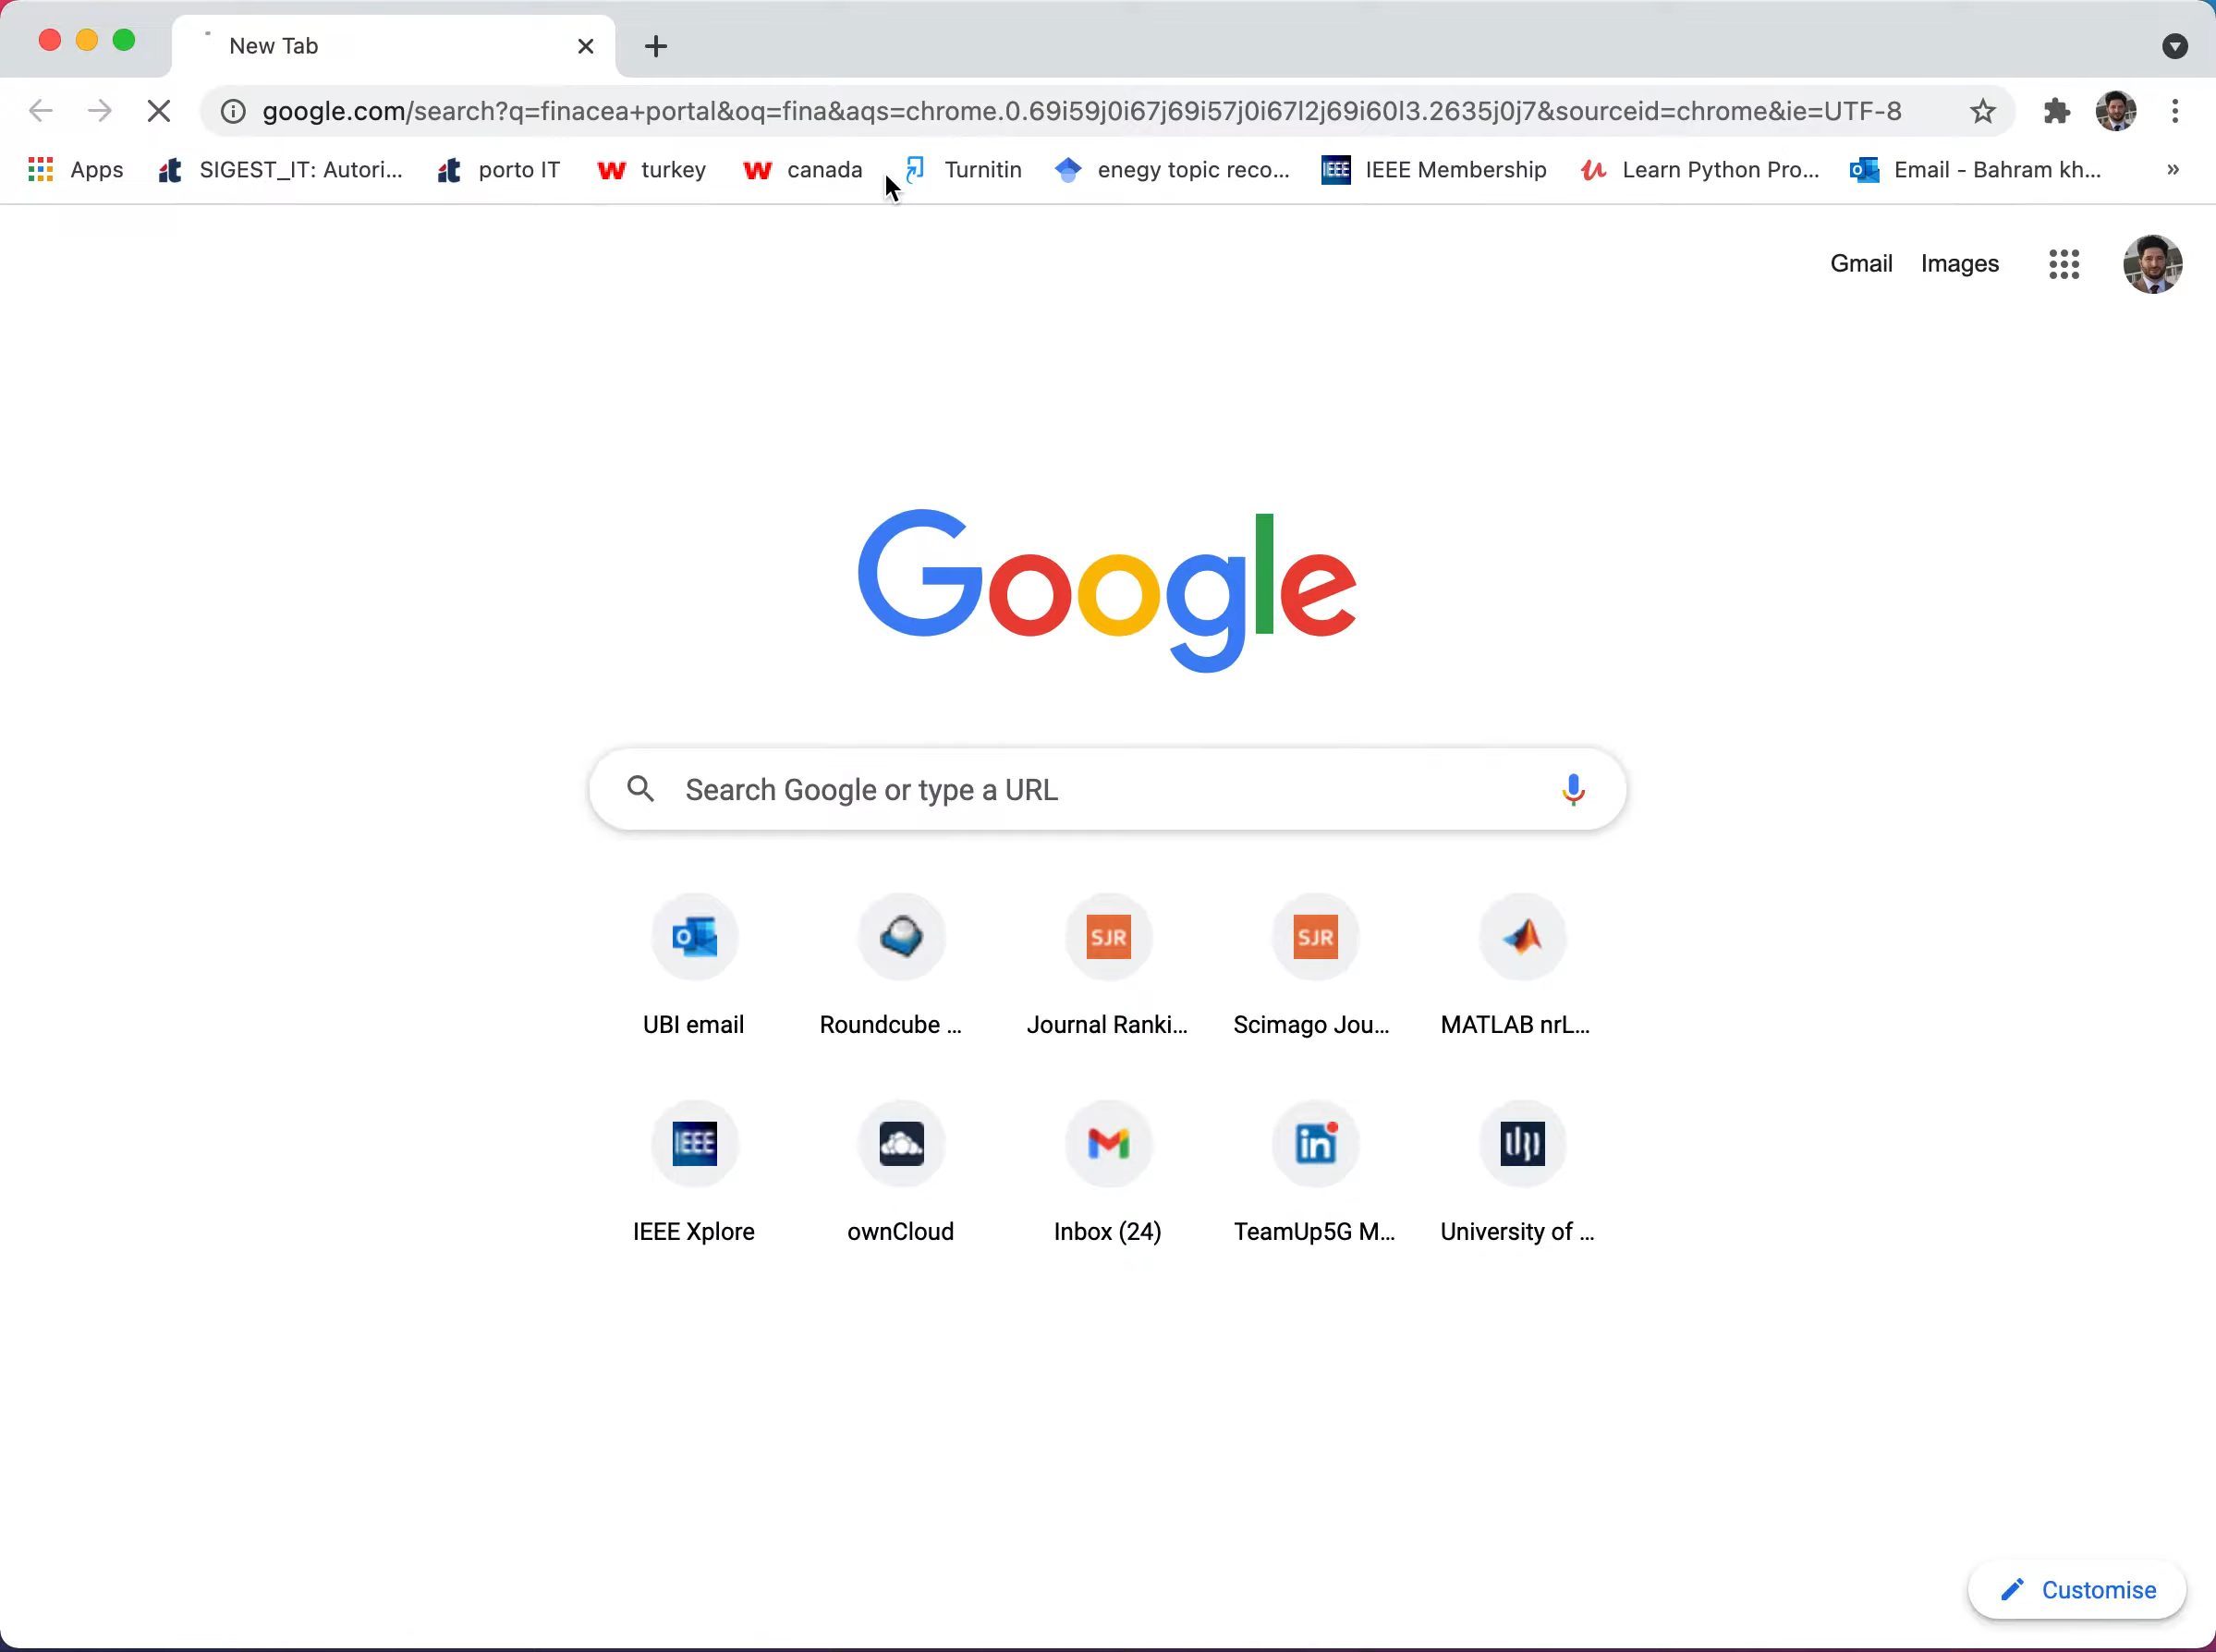 New Tab
google.com/search?q=finacea+portal&oq=fina&aqs=chrome.0.69i59j0i67j69i57j0i67l2j69i60l3.2635j0j7&sourceid=chrome&ie=UTF-8
Apps SIGEST_IT: Autori... porto IT turkey canada Turnitin enegy topic reco... IEEE IEEE Membership Learn Python Pro... Email - Bahram kh... »
Gmail Images
Google
Search Google or type a URL
SJR SJR
UBI email Roundcube ... Journal Ranki... Scimago Jou... MATLAB nrL...
IEEE in
IEEE Xplore ownCloud Inbox (24) TeamUp5G M... University of ...
Customise